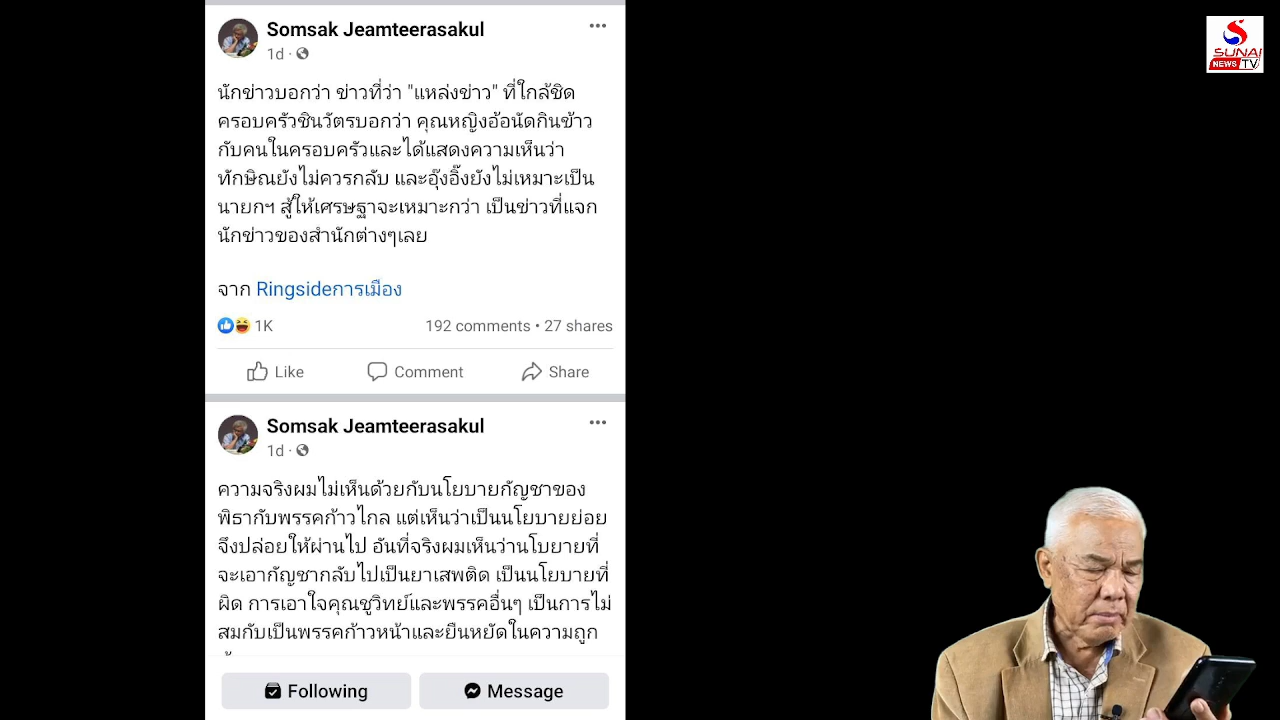 Somsak Jeamteerasakul
1d
นักข่าวบอกว่า ข่าวที่ว่า "แหล่งข่าว" ที่ใกล้ชิด
ครอบครัวชินวัตรบอกว่า คุณหญิงอ้อนัดกินข้าว
กับคนในครอบครัวและได้แสดงความเห็นว่า
ทักษิณยังไม่ควรกลับ และอุ๊งอิ๊งยังไม่เหมาะเป็น
นายกฯ สู้ให้เศรษฐาจะเหมาะกว่า เป็นข่าวที่แจก
นักข่าวของสำนักต่างๆเลย
จาก Ringsideการเมือง
1K 192 comments • 27 shares
Like Comment Share
Somsak Jeamteerasakul
1d
ความจริงผมไม่เห็นด้วยกับนโยบายกัญชาของ
พิธากับพรรคก้าวไกล แต่เห็นว่าเป็นนโยบายย่อย
จึงปล่อยให้ผ่านไป อันที่จริงผมเห็นว่านโบยายที่
จะเอากัญชากลับไปเป็นยาเสพติด เป็นนโยบายที่
ผิด การเอาใจคุณชูวิทย์และพรรคอื่นๆ เป็นการไม่
สมกับเป็นพรรคก้าวหน้าและยืนหยัดในความถูก
Following Message
SUNAI
NEWS TV